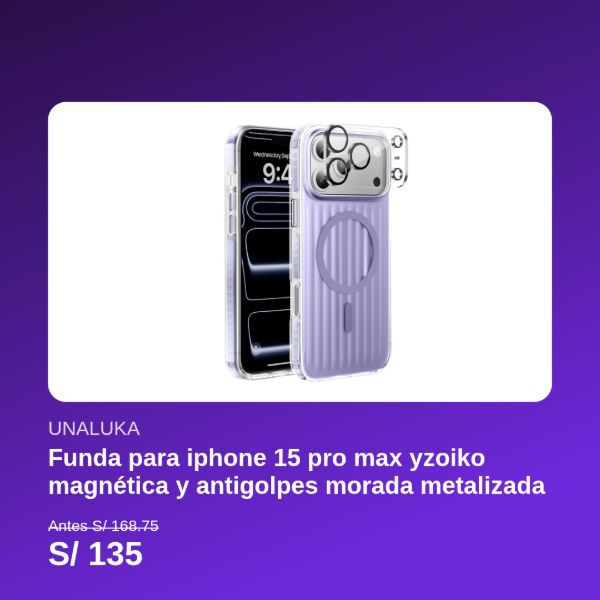 Wednesday, Sep
9:4
UNALUKA
Funda para iphone 15 pro max yzoiko
magnética y antigolpes morada metalizada
Antes S/ 168.75
S/ 135